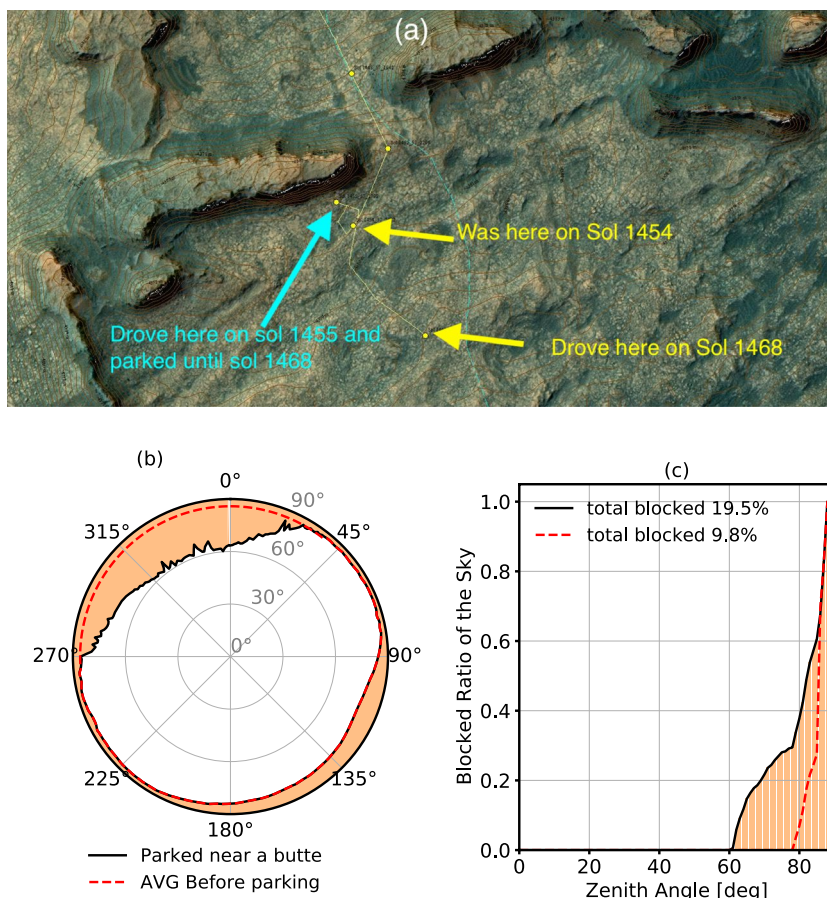 (a)
Was here on Sol 1454
Drove here on sol 1455 and
parked until sol 1468
Drove here on Sol 1468
(b)
0°
315°
90°
45°
60°
30°
270°
0°
90°
225°
135°
180°
Parked near a butte
AVG Before parking
(c)
total blocked 19.5%
total blocked 9.8%
Blocked Ratio of the Sky
1.0
0.8
0.6
0.4
0.2
0.0
0 20 40 60 80
Zenith Angle [deg]